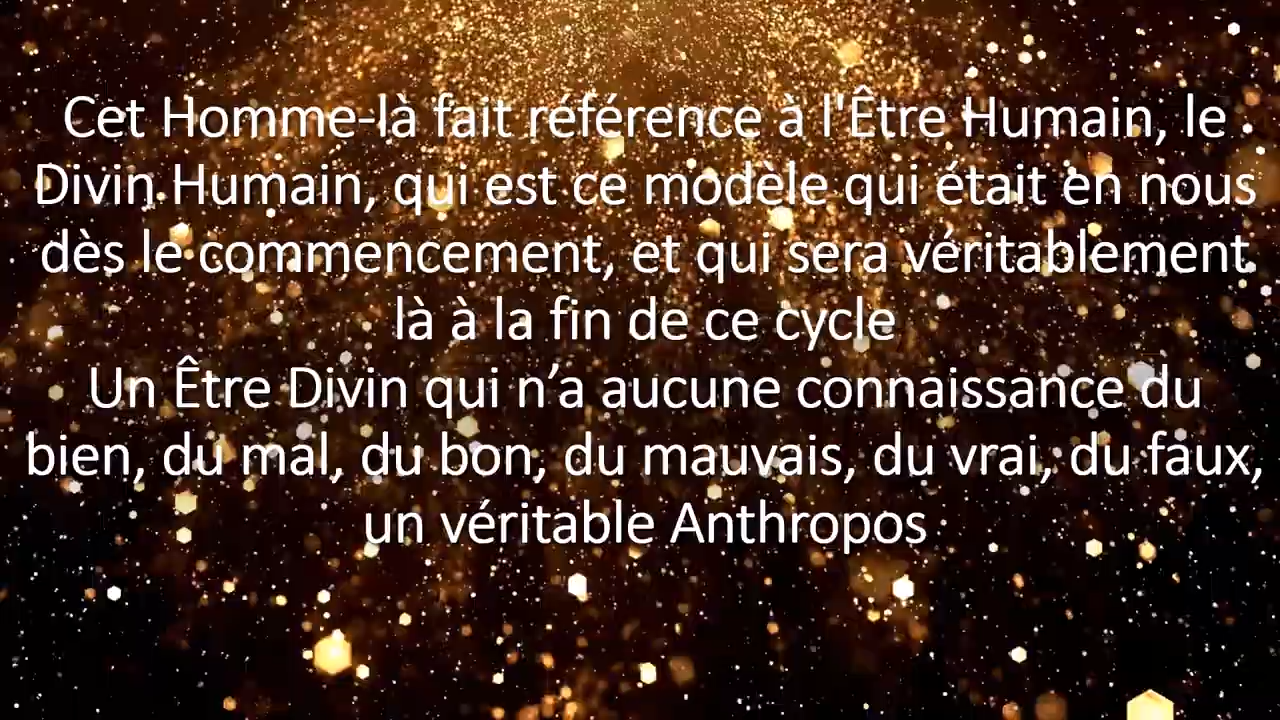 Cet Homme-là fait référence à l'Être Humain, le
Divin Humain, qui est ce modèle qui était en nous
dès le commencement, et qui sera véritablement
là à la fin de ce cycle
Un Être Divin qui n’a aucune connaissance du
bien, du mal, du bon, du mauvais, du vrai, du faux,
un véritable Anthropos